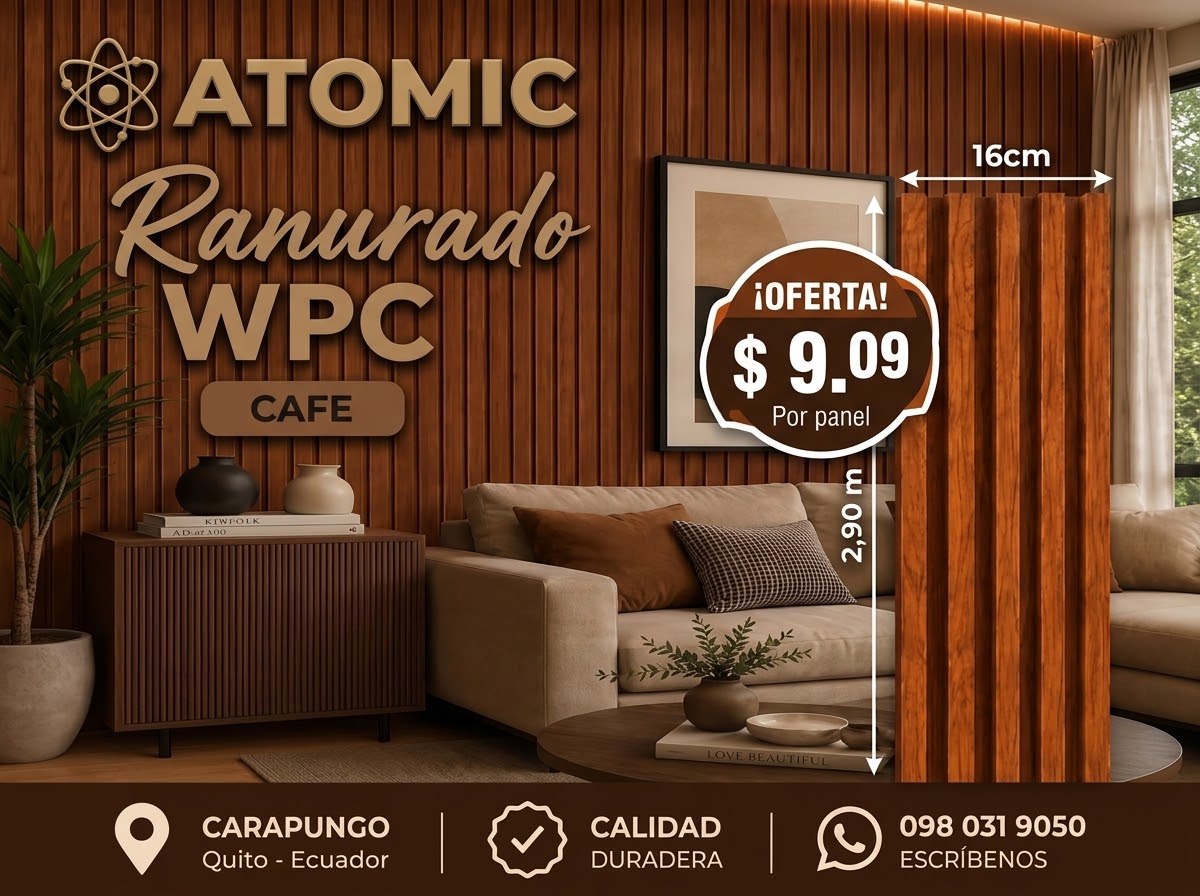 ATOMIC
Ranurado
WPC
CAFE
16cm
¡OFERTA!
$ 9.09
Por panel
2,90 m
KINFOLK
LOVE BEAUTIFUL
CARAPUNGO
Quito - Ecuador
CALIDAD
DURADERA
098 031 9050
ESCRÍBENOS